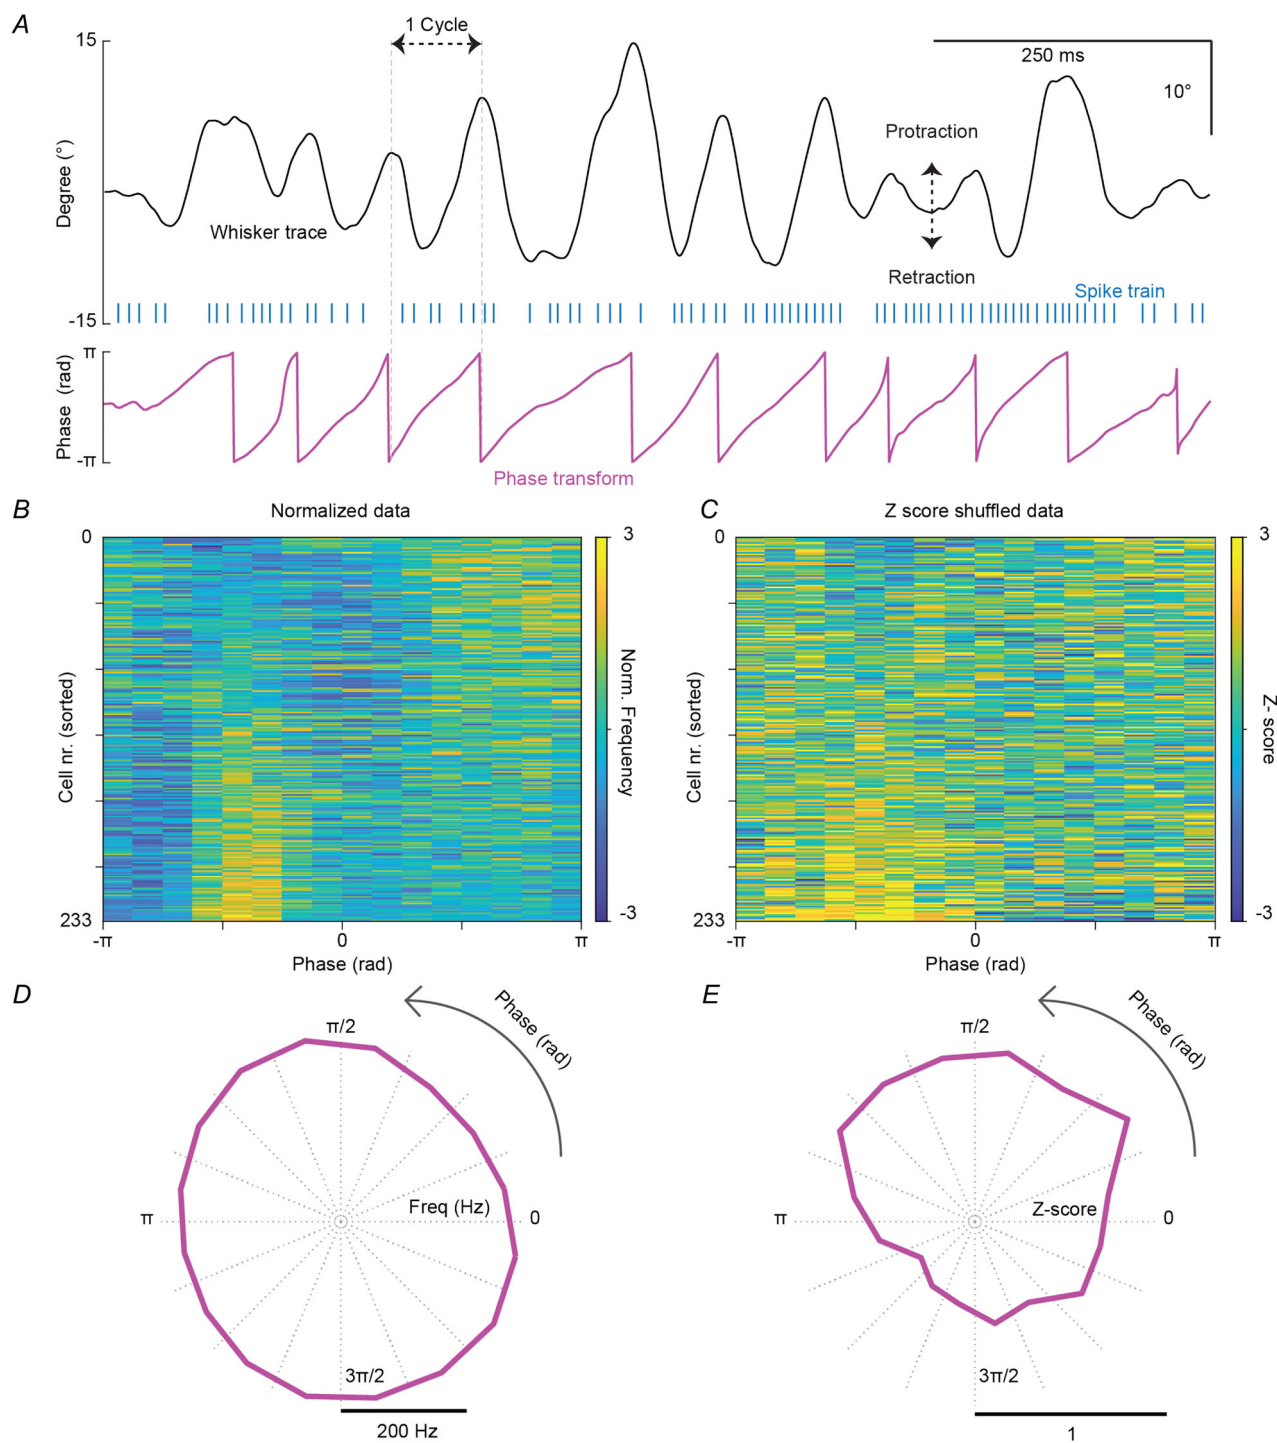 A
1 Cycle
15
250 ms
10°
Protraction
Degree (°)
Whisker trace
Retraction
Spike train
-15
π
Phase (rad)
-π
Phase transform
B
Normalized data
0
3
Cell nr. (sorted)
Norm. Frequency
233
-3
-π
0
π
Phase (rad)
C
Z score shuffled data
0
3
Cell nr. (sorted)
Z- score
233
-3
-π
0
π
Phase (rad)
D
Phase (rad)
π/2
π
Freq (Hz)
0
3π/2
200 Hz
E
Phase (rad)
π/2
π
Z-score
0
3π/2
1